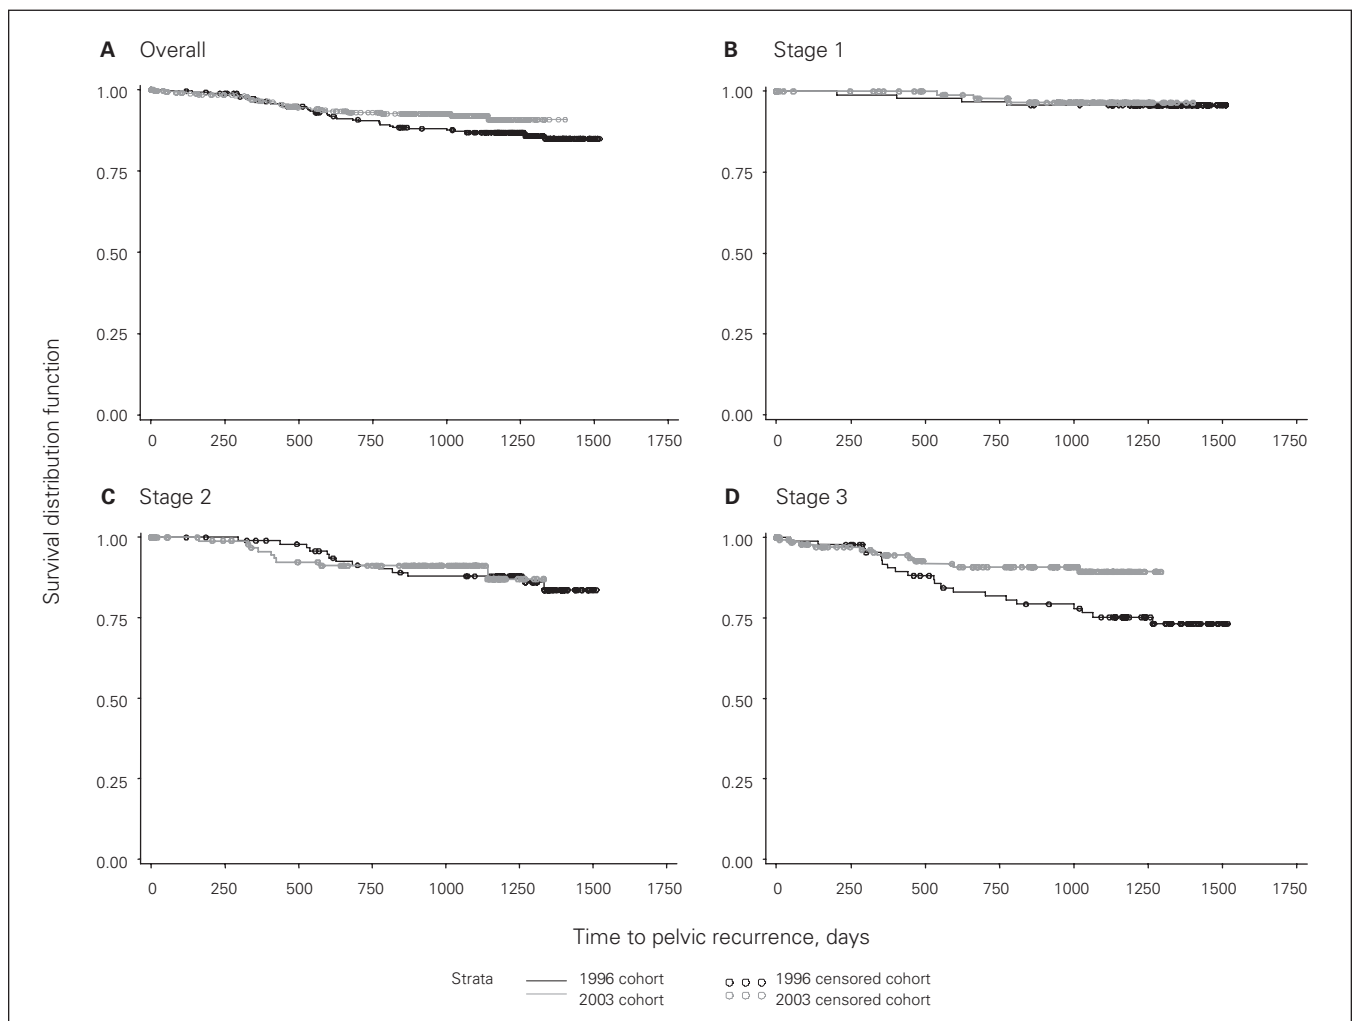 A Overall
1.00
0.75
0.50
0.25
0.00
0 250 500 750 1000 1250 1500 1750
B Stage 1
1.00
0.75
0.50
0.25
0.00
0 250 500 750 1000 1250 1500 1750
Survival distribution function
C Stage 2
1.00
0.75
0.50
0.25
0.00
0 250 500 750 1000 1250 1500 1750
D Stage 3
1.00
0.75
0.50
0.25
0.00
0 250 500 750 1000 1250 1500 1750
Time to pelvic recurrence, days
Strata
1996 cohort
2003 cohort
1996 censored cohort
2003 censored cohort